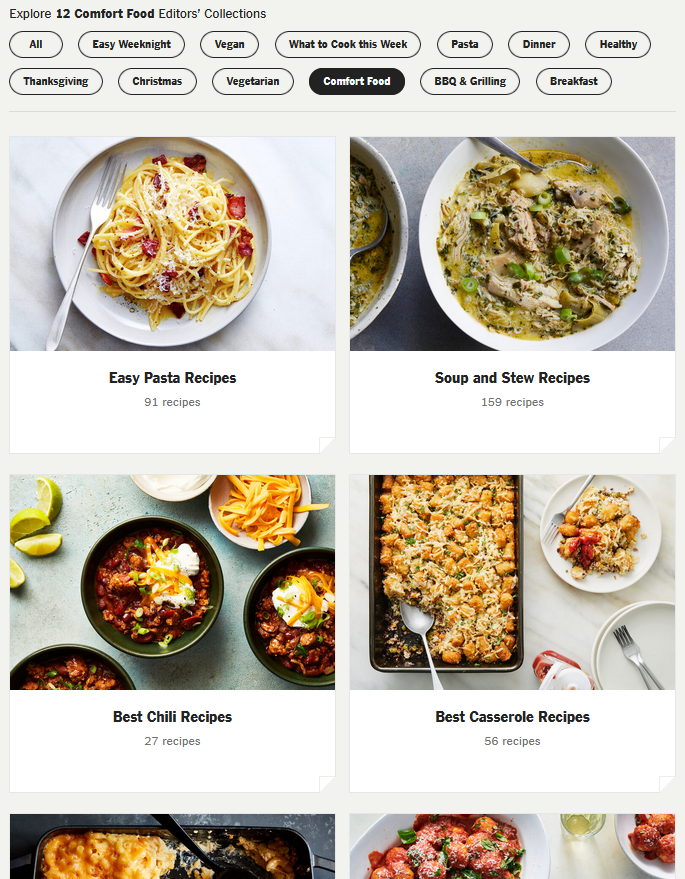 Explore 12 Comfort Food Editors’ Collections
All Easy Weeknight Vegan What to Cook this Week Pasta Dinner Healthy
Thanksgiving Christmas Vegetarian Comfort Food BBQ & Grilling Breakfast
Easy Pasta Recipes
91 recipes
Soup and Stew Recipes
159 recipes
Best Chili Recipes
27 recipes
Best Casserole Recipes
56 recipes